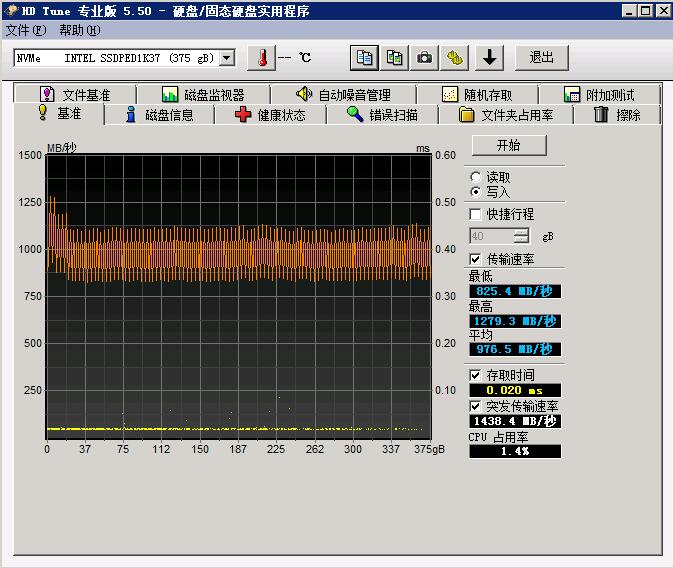 HD Tune 专业版 5.50 - 硬盘/固态硬盘实用程序
文件(F) 帮助(H)
NVMe INTEL SSDPED1K37 (375 gB) -- ℃ 退出
文件基准 磁盘监视器 自动噪音管理 随机存取 附加测试
基准 磁盘信息 健康状态 错误扫描 文件夹占用率 擦除
MB/秒 ms
开始
1500 0.60
读取
写入
1250 0.50
快捷行程
40 gB
1000 0.40
传输速率
最低
825.4 MB/秒
750 0.30
最高
1279.3 MB/秒
平均
976.5 MB/秒
500 0.20
存取时间
0.020 ms
250 0.10
突发传输速率
1438.4 MB/秒
CPU 占用率
1.4%
0 37 75 112 150 187 225 262 300 337 375gB